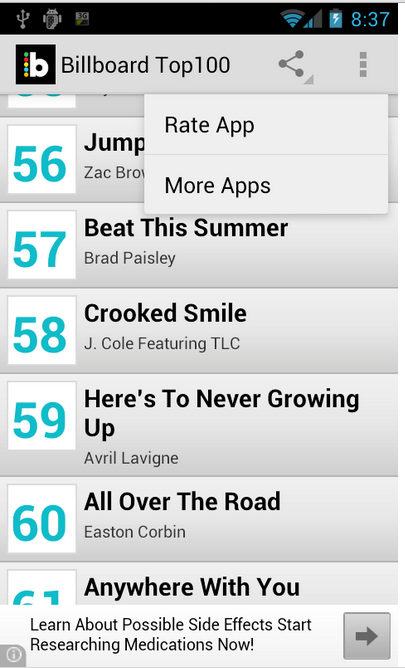 3G
8:37
b Billboard Top100
Rate App
More Apps
56
Jump
Zac Brow
57
Beat This Summer
Brad Paisley
58
Crooked Smile
J. Cole Featuring TLC
59
Here's To Never Growing
Up
Avril Lavigne
60
All Over The Road
Easton Corbin
61
Anywhere With You
Learn About Possible Side Effects Start
Researching Medications Now!